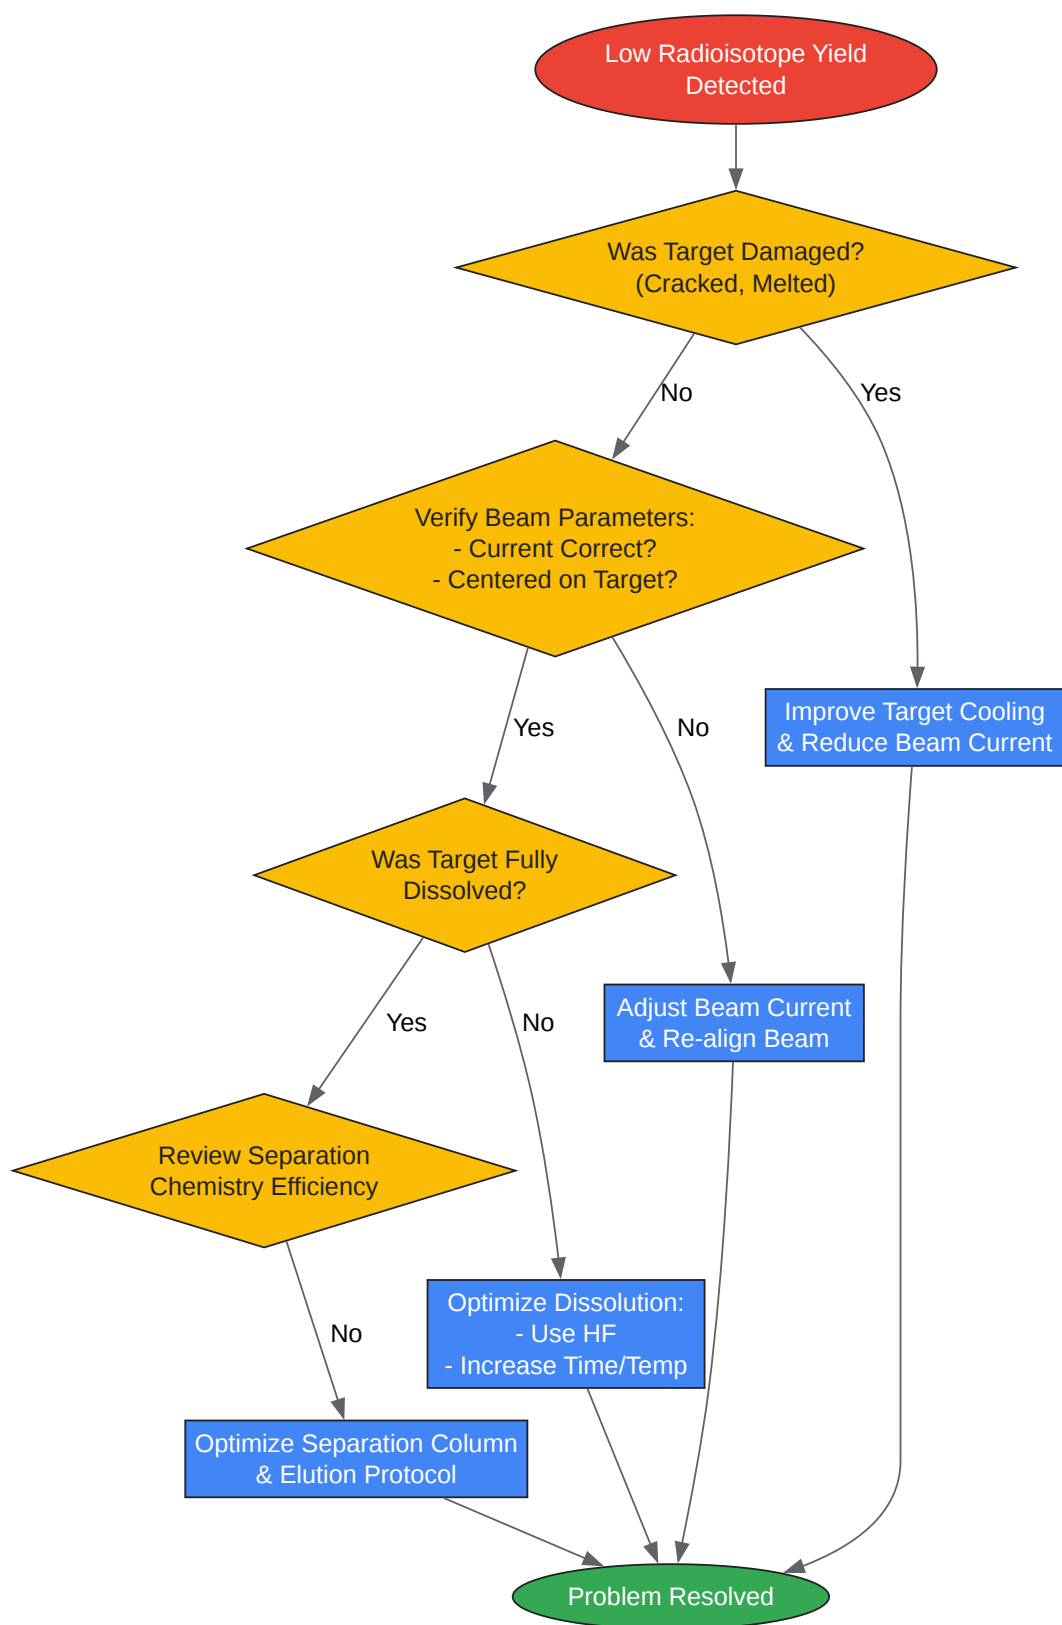 Low Radioisotope Yield
Detected
Was Target Damaged?
(Cracked, Melted)
No
Yes
Verify Beam Parameters:
- Current Correct?
- Centered on Target?
Improve Target Cooling
& Reduce Beam Current
Yes
No
Was Target Fully
Dissolved?
Adjust Beam Current
& Re-align Beam
Yes
No
Review Separation
Chemistry Efficiency
Optimize Dissolution:
- Use HF
- Increase Time/Temp
No
Optimize Separation Column
& Elution Protocol
Problem Resolved